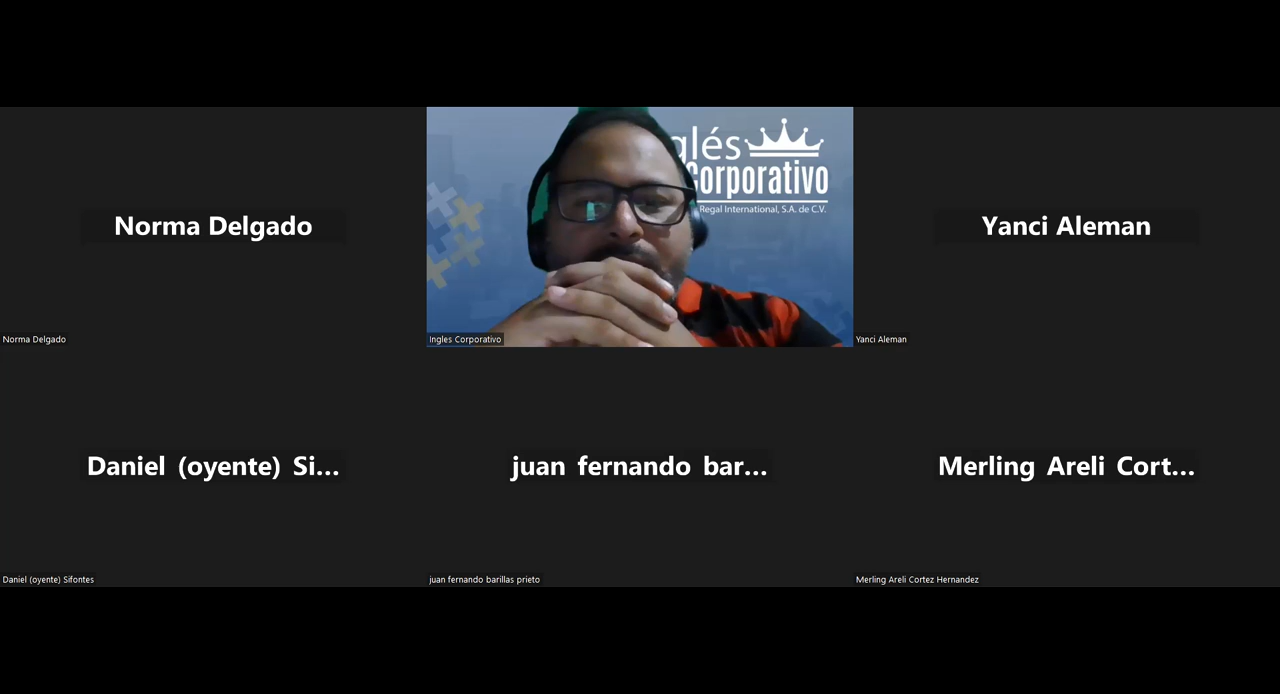 Norma Delgado
Norma Delgado
glés
Corporativo
Regal International, S.A. de C.V.
Ingles Corporativo
Yanci Aleman
Yanci Aleman
Daniel (oyente) Si...
Daniel (oyente) Sifontes
juan fernando bar...
juan fernando barillas prieto
Merling Areli Cort...
Merling Areli Cortez Hernandez